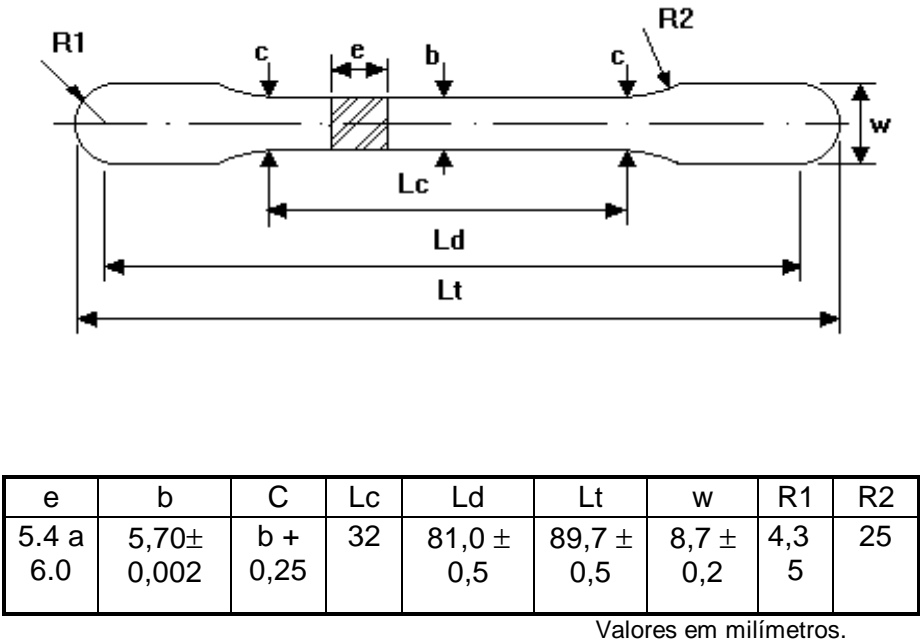 R1 R2
c e b c
w
Lc
Ld
Lt
e b C Lc Ld Lt w R1 R2
5.4 a 5,70± b + 32 81,0 ± 89,7 ± 8,7 ± 4,3 25
6.0 0,002 0,25 0,5 0,5 0,2 5
Valores em milímetros.